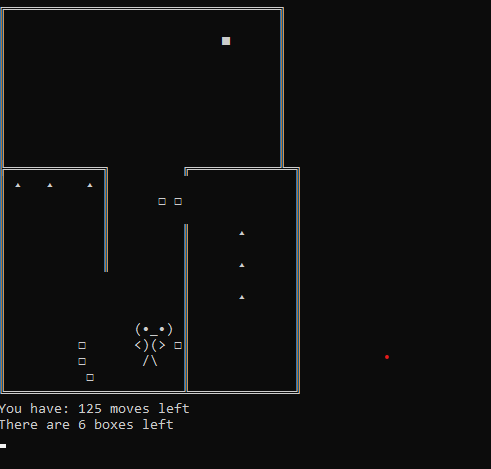 (•_•)
<)(>
/\
You have: 125 moves left
There are 6 boxes left